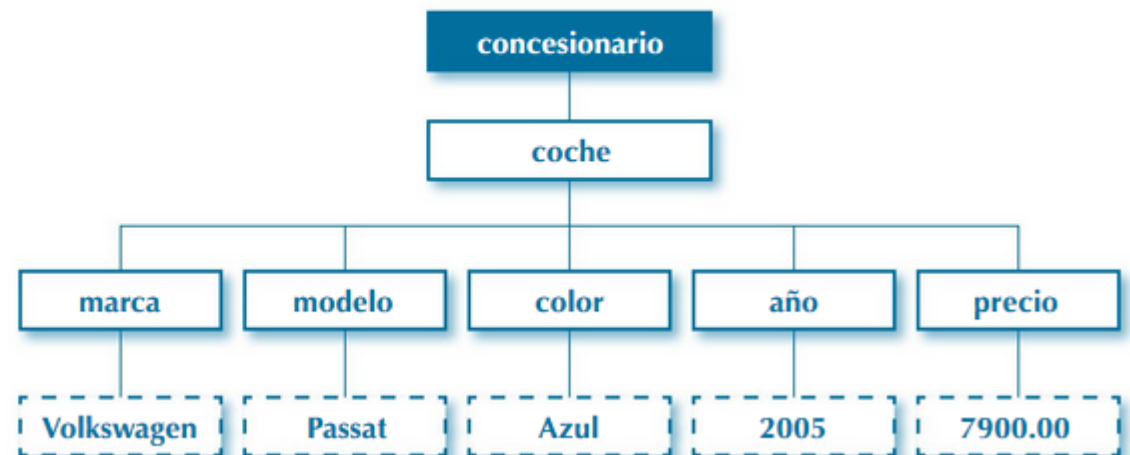 concesionario
coche
marca modelo color año precio
Volkswagen Passat Azul 2005 7900.00